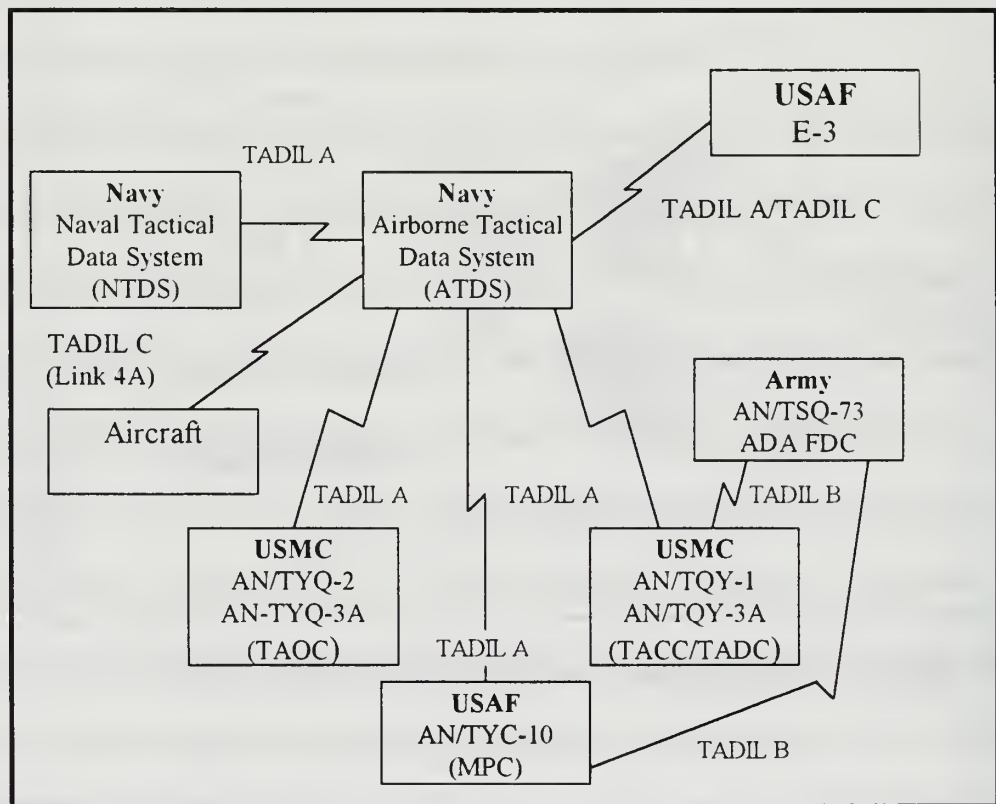 USAF
E-3
TADIL A
Navy
Naval Tactical
Data System
(NTDS)
Navy
Airborne Tactical
Data System
(ATDS)
TADIL A/TADIL C
TADIL C
(Link 4A)
Aircraft
Army
AN/TSQ-73
ADA FDC
TADIL A
TADIL A
TADIL B
USMC
AN/TYQ-2
AN-TYQ-3A
(TAOC)
USMC
AN/TQY-1
AN/TQY-3A
(TACC/TADC)
TADIL A
USAF
AN/TYC-10
(MPC)
TADIL B